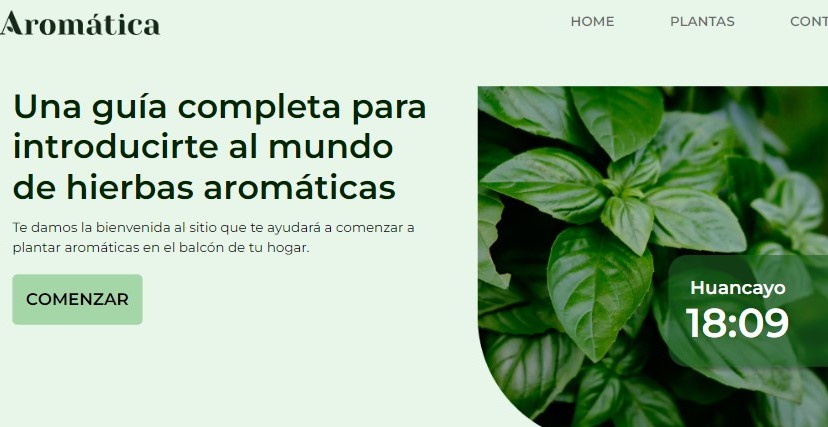 Aromática
HOME
PLANTAS
CONT
Una guía completa para
introducirte al mundo
de hierbas aromáticas
Te damos la bienvenida al sitio que te ayudará a comenzar a
plantar aromáticas en el balcón de tu hogar.
COMENZAR
Huancayo
18:09